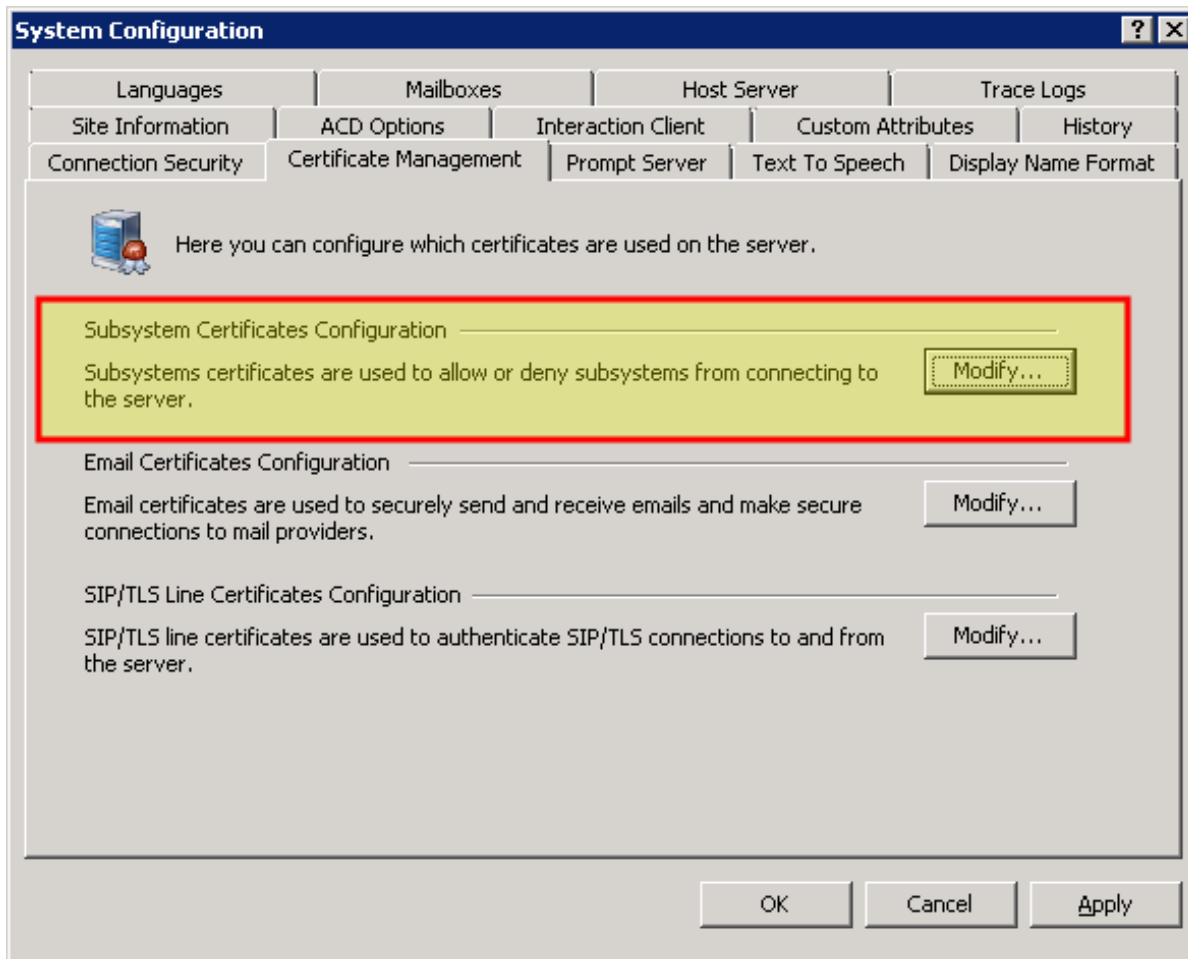 System Configuration
Languages Mailboxes Host Server Trace Logs
Site Information ACD Options Interaction Client Custom Attributes History
Connection Security Certificate Management Prompt Server Text To Speech Display Name Format
Here you can configure which certificates are used on the server.
Subsystem Certificates Configuration
Subsystems certificates are used to allow or deny subsystems from connecting to
the server.
Modify...
Email Certificates Configuration
Email certificates are used to securely send and receive emails and make secure
connections to mail providers.
Modify...
SIP/TLS Line Certificates Configuration
SIP/TLS line certificates are used to authenticate SIP/TLS connections to and from
the server.
Modify...
OK Cancel Apply